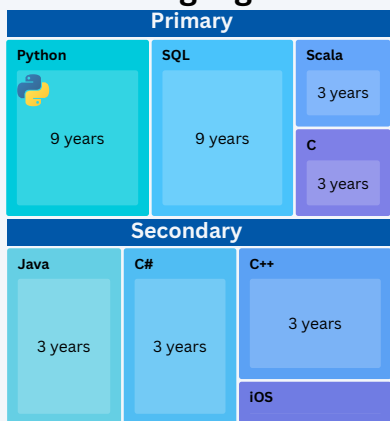 Primary
Python
SQL
Scala
9 years
9 years
3 years
C
3 years
Secondary
Java
C#
C++
3 years
3 years
3 years
iOS